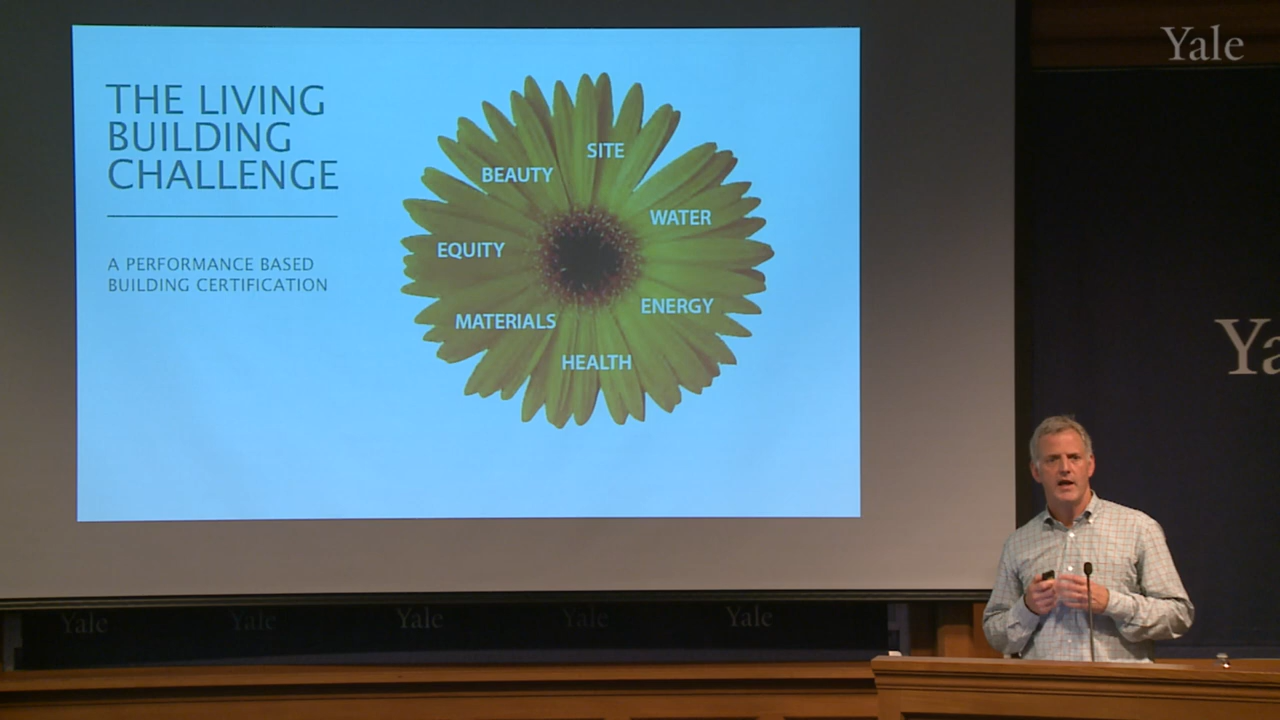 Yale
THE LIVING
BUILDING
CHALLENGE
A PERFORMANCE BASED
BUILDING CERTIFICATION
SITE
BEAUTY
WATER
EQUITY
ENERGY
MATERIALS
HEALTH
Ya
Yale Yale Yale Yale Yale